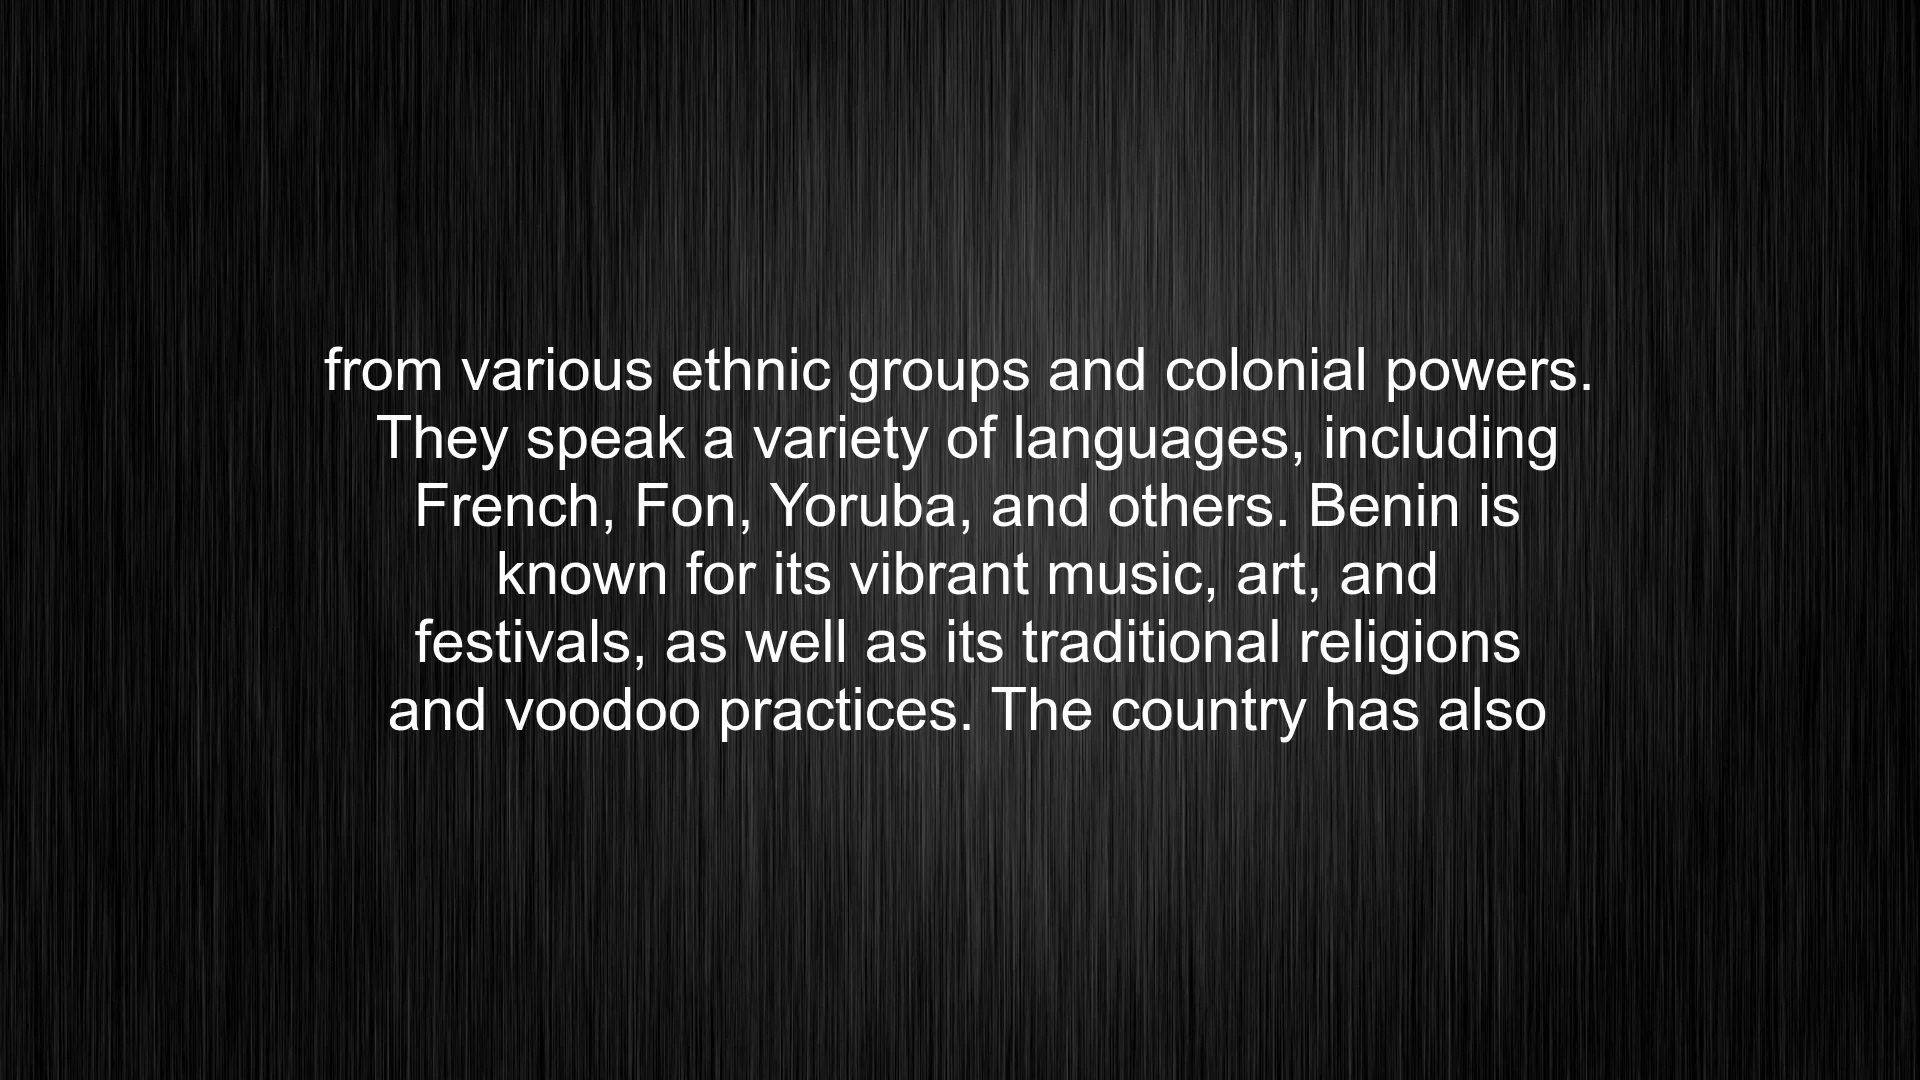 from various ethnic groups and colonial powers.
They speak a variety of languages, including
French, Fon, Yoruba, and others. Benin is
known for its vibrant music, art, and
festivals, as well as its traditional religions
and voodoo practices. The country has also